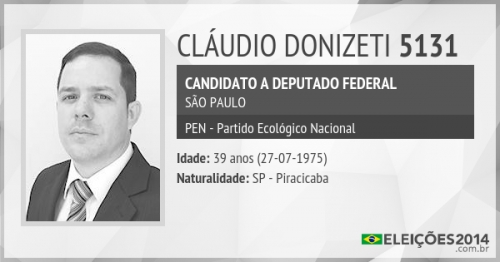 CLÁUDIO DONIZETI 5131
CANDIDATO A DEPUTADO FEDERAL
SÃO PAULO
PEN - Partido Ecológico Nacional
Idade: 39 anos (27-07-1975)
Naturalidade: SP - Piracicaba
ELEIÇÕES2014
.com.br